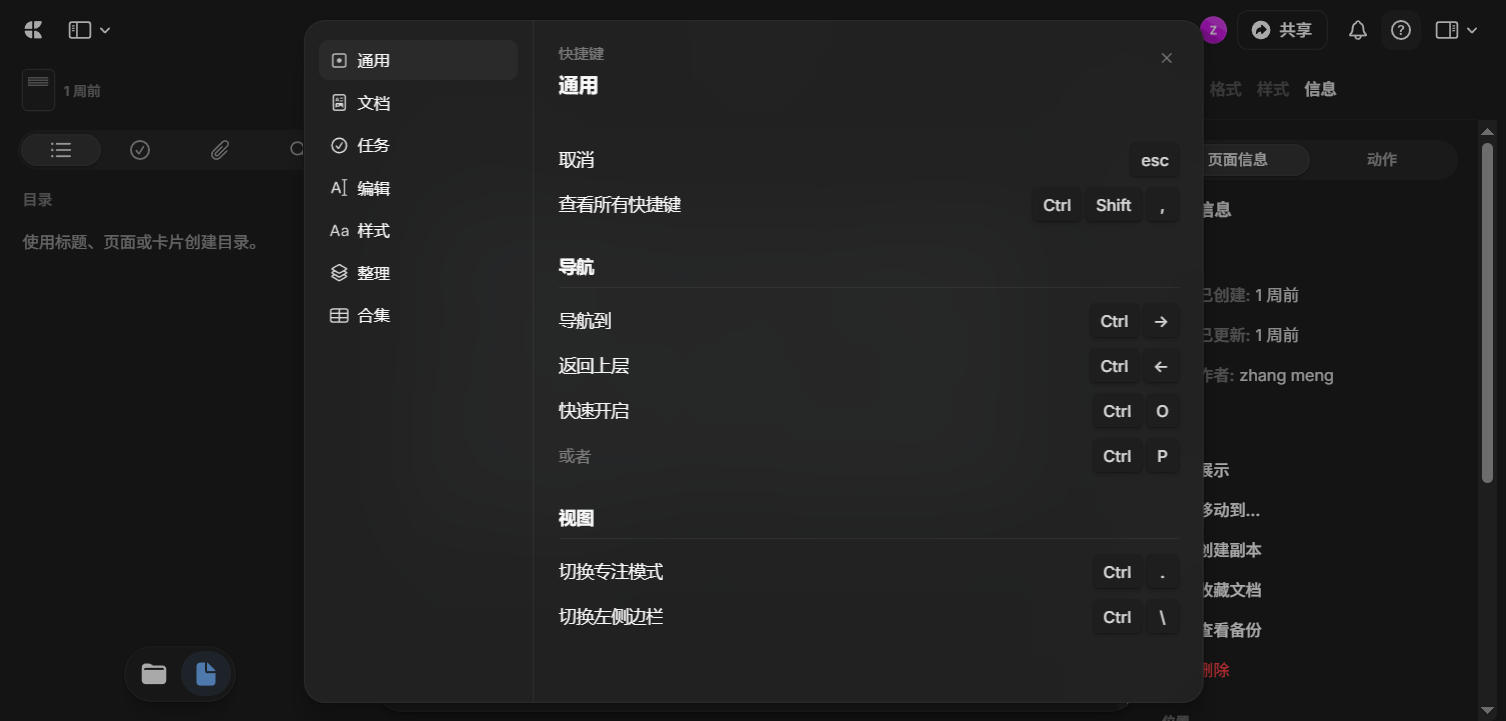 Z
共享
1 周前
目录
使用标题、页面或卡片创建目录。
通用
文档
任务
编辑
Aa 样式
整理
合集
快捷键
通用
取消 esc
查看所有快捷键 Ctrl Shift ,
导航
导航到 Ctrl →
返回上层 Ctrl ←
快速开启 Ctrl O
或者 Ctrl P
视图
切换专注模式 Ctrl .
切换左侧边栏 Ctrl \
格式 样式 信息
页面信息 动作
信息
已创建: 1 周前
已更新: 1 周前
作者: zhang meng
展示
移动到...
创建副本
收藏文档
查看备份
删除